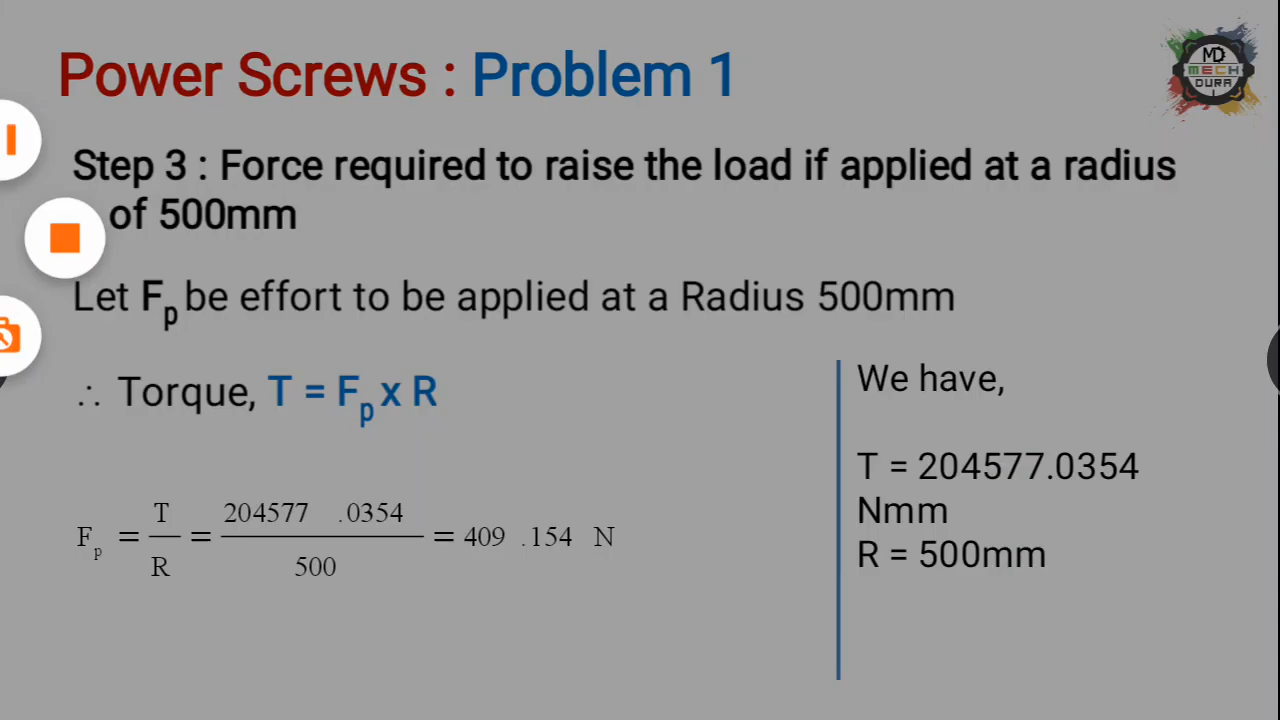 Power Screws : Problem 1
MD
MECH
DURA
Step 3 : Force required to raise the load if applied at a radius
of 500mm
Let Fp be effort to be applied at a Radius 500mm
∴ Torque, T = Fp x R
Fp = T/R = 204577 .0354/500 = 409 .154 N
We have,
T = 204577.0354
Nmm
R = 500mm